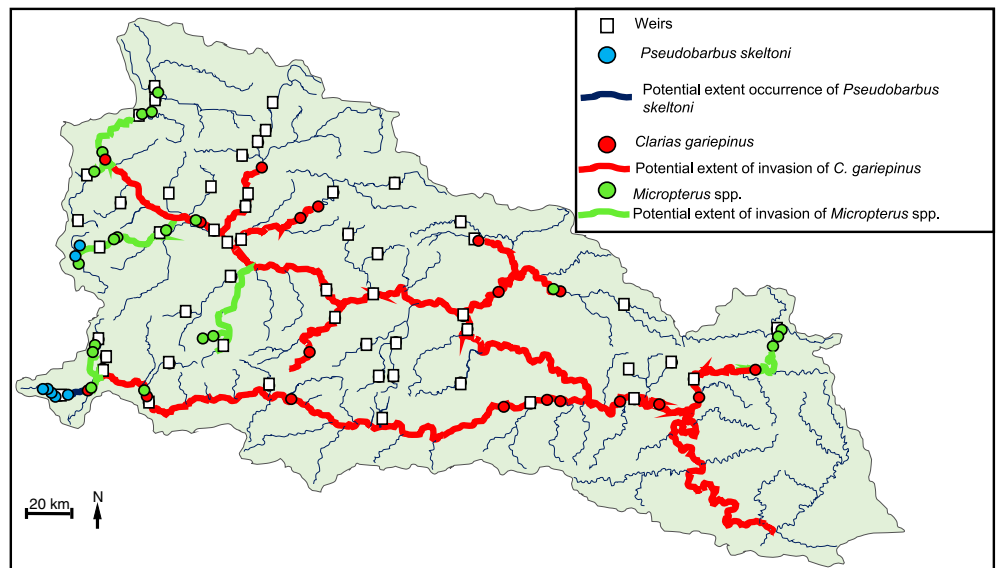 Weirs
Pseudobarbus skeltoni
Potential extent occurrence of Pseudobarbus
skeltoni
Clarias gariepinus
Potential extent of invasion of C. gariepinus
Micropterus spp.
Potential extent of invasion of Micropterus spp.
20 km
N